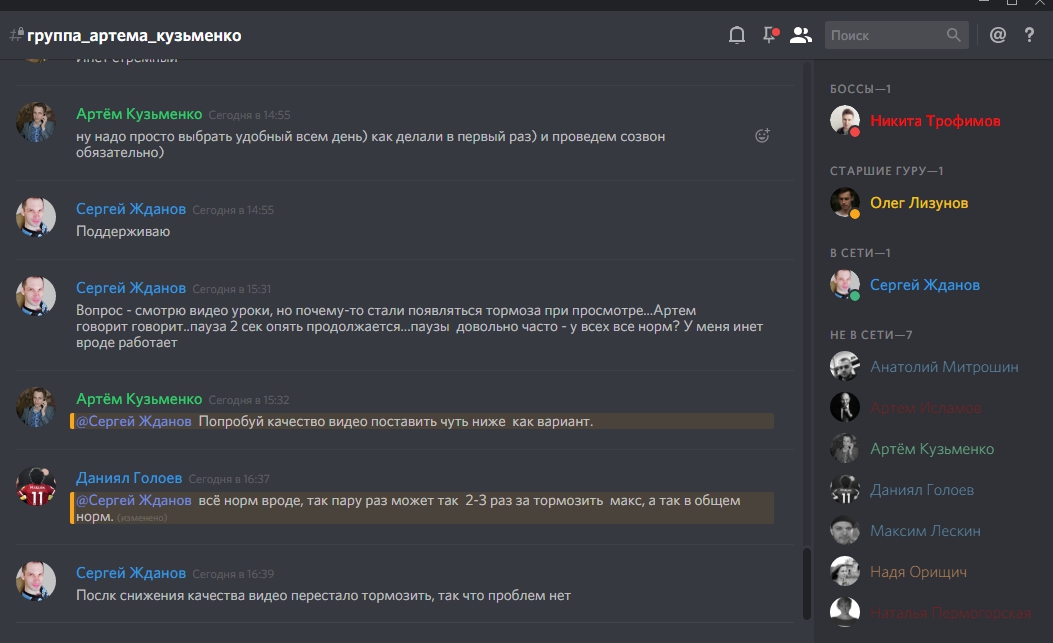 группа_артема_кузьменко
Поиск
@ ?
Инет стрёмный
Артём Кузьменко Сегодня в 14:55
ну надо просто выбрать удобный всем день) как делали в первый раз) и проведем созвон
обязательно)
Сергей Жданов Сегодня в 14:55
Поддерживаю
Сергей Жданов Сегодня в 15:31
Вопрос - смотрю видео уроки, но почему-то стали появляться тормоза при просмотре...Артем
говорит говорит..пауза 2 сек опять продолжается...паузы довольно часто - у всех все норм? У меня инет
вроде работает
Артём Кузьменко Сегодня в 15:32
@Сергей Жданов Попробуй качество видео поставить чуть ниже как вариант.
Даниял Голоев Сегодня в 16:37
@Сергей Жданов всё норм вроде, так пару раз может так 2-3 раз за тормозить макс, а так в общем
норм. (изменено)
Сергей Жданов Сегодня в 16:39
Послк снижения качества видео перестало тормозить, так что проблем нет
БОССЫ—1
Никита Трофимов
СТАРШИЕ ГУРУ—1
Олег Лизунов
В СЕТИ—1
Сергей Жданов
НЕ В СЕТИ—7
Анатолий Митрошин
Артем Исламов
Артём Кузьменко
Даниял Голоев
Максим Лескин
Надя Орищич
Наталья Пермогорская